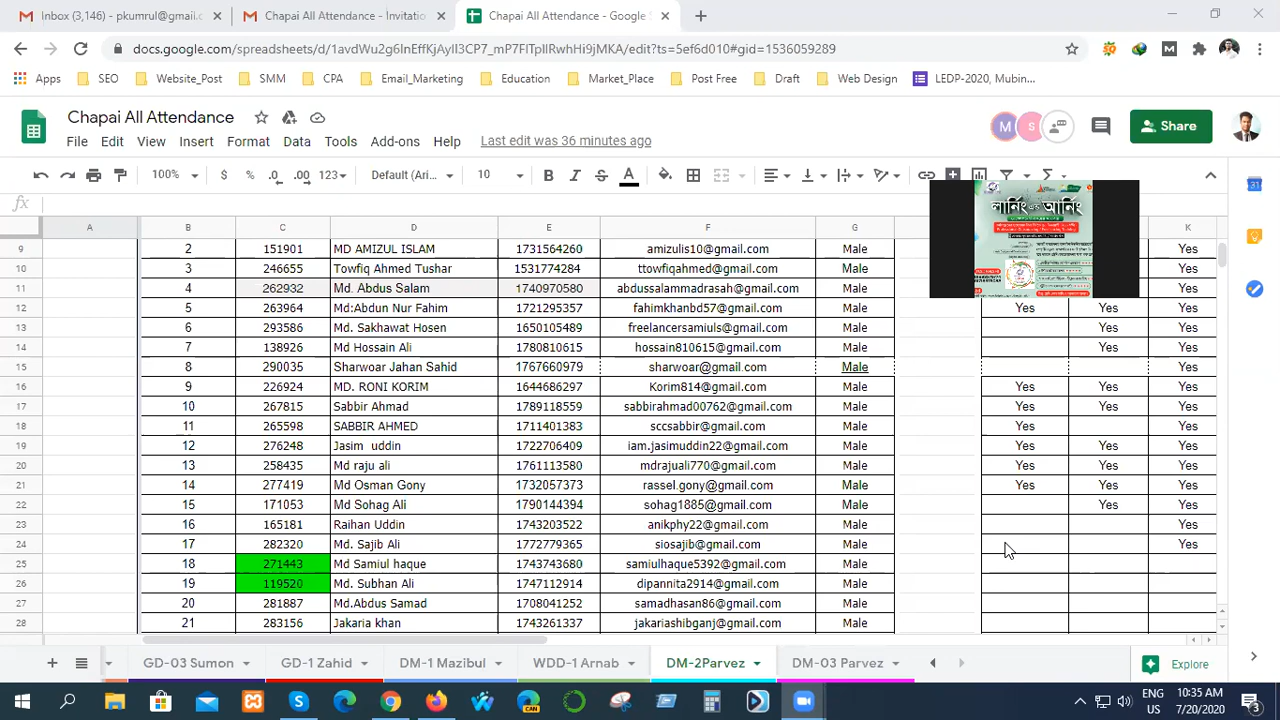 Inbox (3,146) - pkumrul@gmail.c
Chapai All Attendance - Invitatio
Chapai All Attendance - Google S
docs.google.com/spreadsheets/d/1avdWu2g6InEffKjAyII3CP7_mP7FlTpIlRwhHi9jMKA/edit?ts=5ef6d010#gid=1536059289
Apps SEO Website_Post SMM CPA Email_Marketing Education Market_Place Post Free Draft Web Design LEDP-2020, Mubin...
Chapai All Attendance
Share
File Edit View Insert Format Data Tools Add-ons Help Last edit was 36 minutes ago
100% $ % .0 .00 123 Default (Ari... 10 B I S A
fx
লার্নিং এন্ড আর্নিং
A B C D E F G K
9 2 151901 MD AMIZUL ISLAM 1731564260 amizulis10@gmail.com Male Yes
10 3 246655 Towfiq Ahmed Tushar 1531774284 ttowfiqahmed@gmail.com Male Yes
11 4 262932 Md. Abdus Salam 1740970580 abdussalammadrasah@gmail.com Male Yes
12 5 263964 Md:Abdun Nur Fahim 1721295357 fahimkhanbd57@gmail.com Male Yes Yes Yes
13 6 293586 Md. Sakhawat Hosen 1650105489 freelancersamiuls@gmail.com Male Yes Yes
14 7 138926 Md Hossain Ali 1780810615 hossain810615@gmail.com Male Yes Yes
15 8 290035 Sharwoar Jahan Sahid 1767660979 sharwoar@gmail.com Male Yes
16 9 226924 MD. RONI KORIM 1644686297 Korim814@gmail.com Male Yes Yes Yes
17 10 267815 Sabbir Ahmad 1789118559 sabbirahmad00762@gmail.com Male Yes Yes Yes
18 11 265598 SABBIR AHMED 1711401383 sccsabbir@gmail.com Male Yes Yes
19 12 276248 Jasim uddin 1722706409 iam.jasimuddin22@gmail.com Male Yes Yes Yes
20 13 258435 Md raju ali 1761113580 mdrajuali770@gmail.com Male Yes Yes Yes
21 14 277419 Md Osman Gony 1732057373 rassel.gony@gmail.com Male Yes Yes Yes
22 15 171053 Md Sohag Ali 1790144394 sohag1885@gmail.com Male Yes Yes
23 16 165181 Raihan Uddin 1743203522 anikphy22@gmail.com Male Yes
24 17 282320 Md. Sajib Ali 1772779365 siosajib@gmail.com Male Yes
25 18 271443 Md Samiul haque 1743743680 samiulhaque5392@gmail.com Male
26 19 119520 Md. Subhan Ali 1747112914 dipannita2914@gmail.com Male
27 20 281887 Md.Abdus Samad 1708041252 samadhasan86@gmail.com Male
28 21 283156 Jakaria khan 1743261337 jakariashibganj@gmail.com Male
GD-03 Sumon GD-1 Zahid DM-1 Mazibul WDD-1 Arnab DM-2Parvez DM-03 Parvez Explore
ENG 10:35 AM
US 7/20/2020